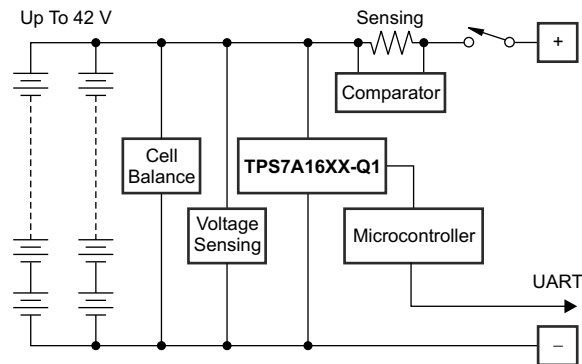 Up To 42 V
Sensing
+
Comparator
Cell
Balance
TPS7A16XX-Q1
Voltage
Sensing
Microcontroller
UART
–